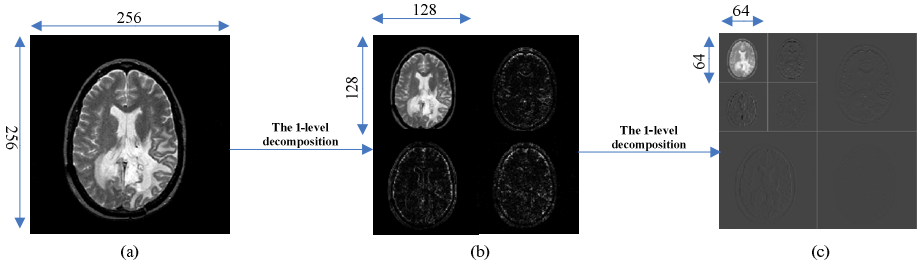 256
128
64
256
128
64
The 1-level
decomposition
The 1-level
decomposition
(a)
(b)
(c)